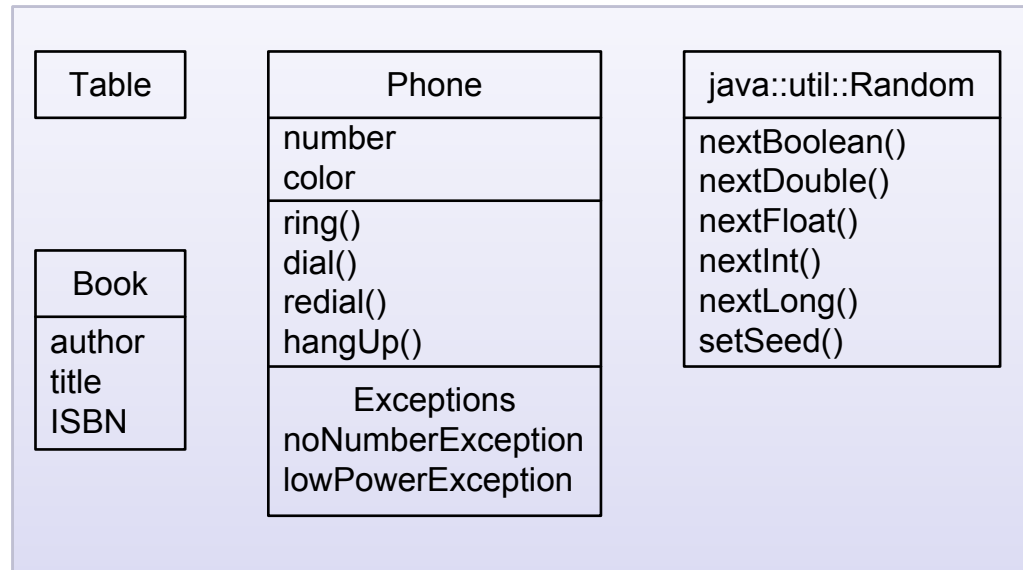 Table
Book
author
title
ISBN
Phone
number
color
ring()
dial()
redial()
hangUp()
Exceptions
noNumberException
lowPowerException
java::util::Random
nextBoolean()
nextDouble()
nextFloat()
nextInt()
nextLong()
setSeed()